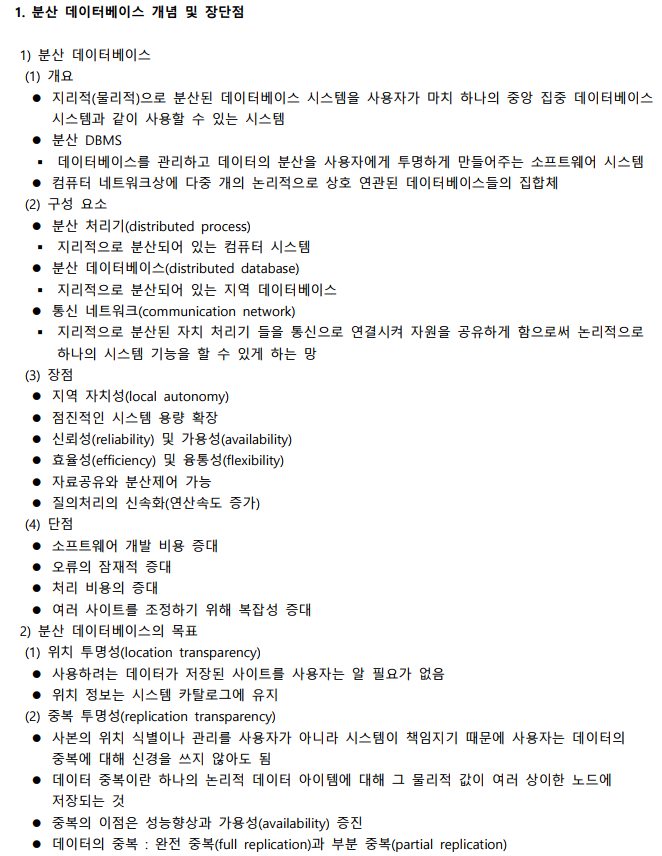 1. 분산 데이터베이스 개념 및 장단점
1) 분산 데이터베이스
(1) 개요
● 지리적(물리적)으로 분산된 데이터베이스 시스템을 사용자가 마치 하나의 중앙 집중 데이터베이스
시스템과 같이 사용할 수 있는 시스템
● 분산 DBMS
▪ 데이터베이스를 관리하고 데이터의 분산을 사용자에게 투명하게 만들어주는 소프트웨어 시스템
● 컴퓨터 네트워크상에 다중 개의 논리적으로 상호 연관된 데이터베이스들의 집합체
(2) 구성 요소
● 분산 처리기(distributed process)
▪ 지리적으로 분산되어 있는 컴퓨터 시스템
● 분산 데이터베이스(distributed database)
▪ 지리적으로 분산되어 있는 지역 데이터베이스
● 통신 네트워크(communication network)
▪ 지리적으로 분산된 자치 처리기 들을 통신으로 연결시켜 자원을 공유하게 함으로써 논리적으로
하나의 시스템 기능을 할 수 있게 하는 망
(3) 장점
● 지역 자치성(local autonomy)
● 점진적인 시스템 용량 확장
● 신뢰성(reliability) 및 가용성(availability)
● 효율성(efficiency) 및 융통성(flexibility)
● 자료공유와 분산제어 가능
● 질의처리의 신속화(연산속도 증가)
(4) 단점
● 소프트웨어 개발 비용 증대
● 오류의 잠재적 증대
● 처리 비용의 증대
● 여러 사이트를 조정하기 위해 복잡성 증대
2) 분산 데이터베이스의 목표
(1) 위치 투명성(location transparency)
● 사용하려는 데이터가 저장된 사이트를 사용자는 알 필요가 없음
● 위치 정보는 시스템 카탈로그에 유지
(2) 중복 투명성(replication transparency)
● 사본의 위치 식별이나 관리를 사용자가 아니라 시스템이 책임지기 때문에 사용자는 데이터의
중복에 대해 신경을 쓰지 않아도 됨
● 데이터 중복이란 하나의 논리적 데이터 아이템에 대해 그 물리적 값이 여러 상이한 노드에
저장되는 것
● 중복의 이점은 성능향상과 가용성(availability) 증진
● 데이터의 중복 : 완전 중복(full replication)과 부분 중복(partial replication)